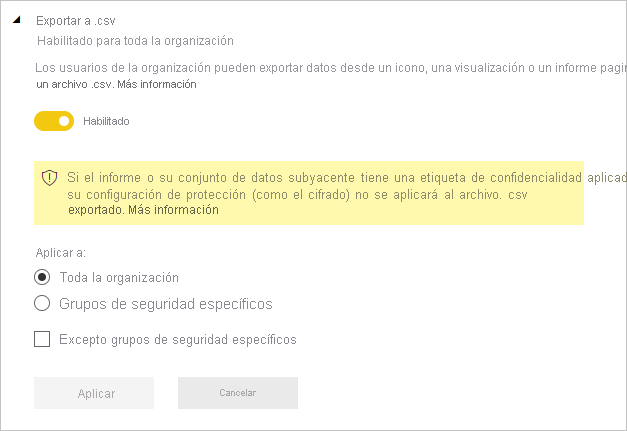 Exportar a .csv
Habilitado para toda la organización
Los usuarios de la organización pueden exportar datos desde un icono, una visualización o un informe pagin
un archivo .csv. Más información
Habilitado
Si el informe o su conjunto de datos subyacente tiene una etiqueta de confidencialidad aplicad
su configuración de protección (como el cifrado) no se aplicará al archivo. csv
exportado. Más información
Aplicar a:
Toda la organización
Grupos de seguridad específicos
Excepto grupos de seguridad específicos
Aplicar
Cancelar